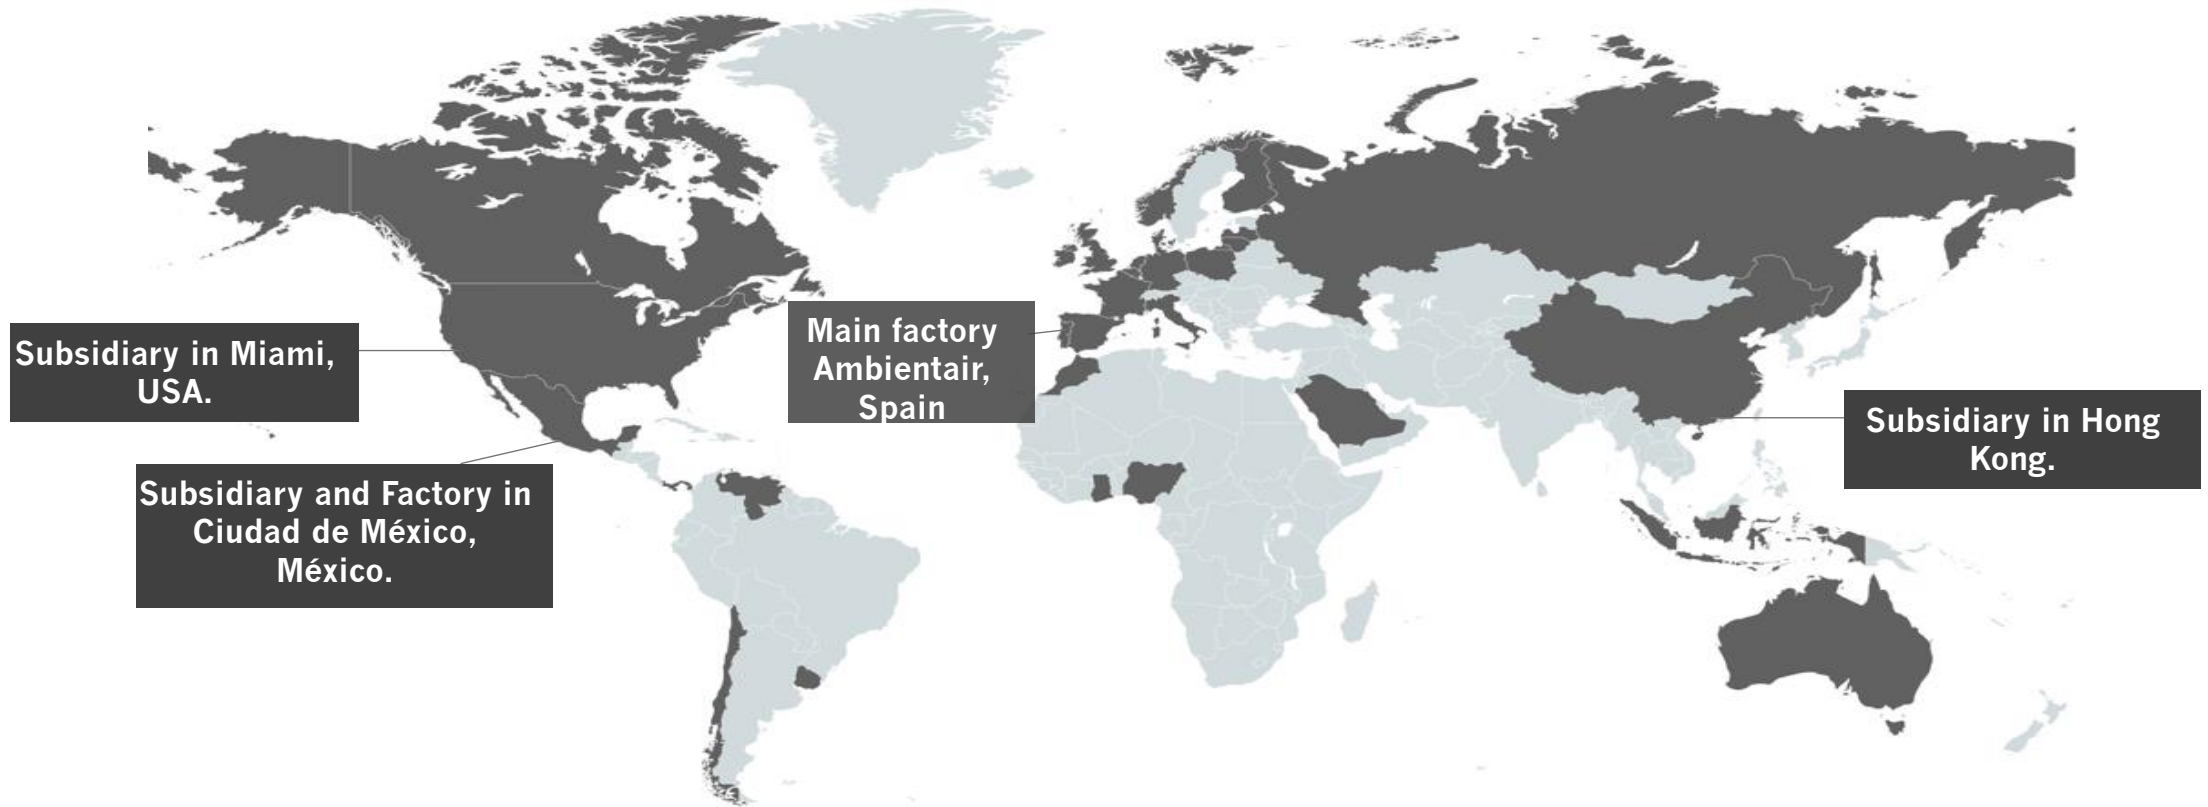 Subsidiary in Miami,
USA.
Subsidiary and Factory in
Ciudad de México,
México.
Main factory
Ambientair,
Spain
Subsidiary in Hong
Kong.